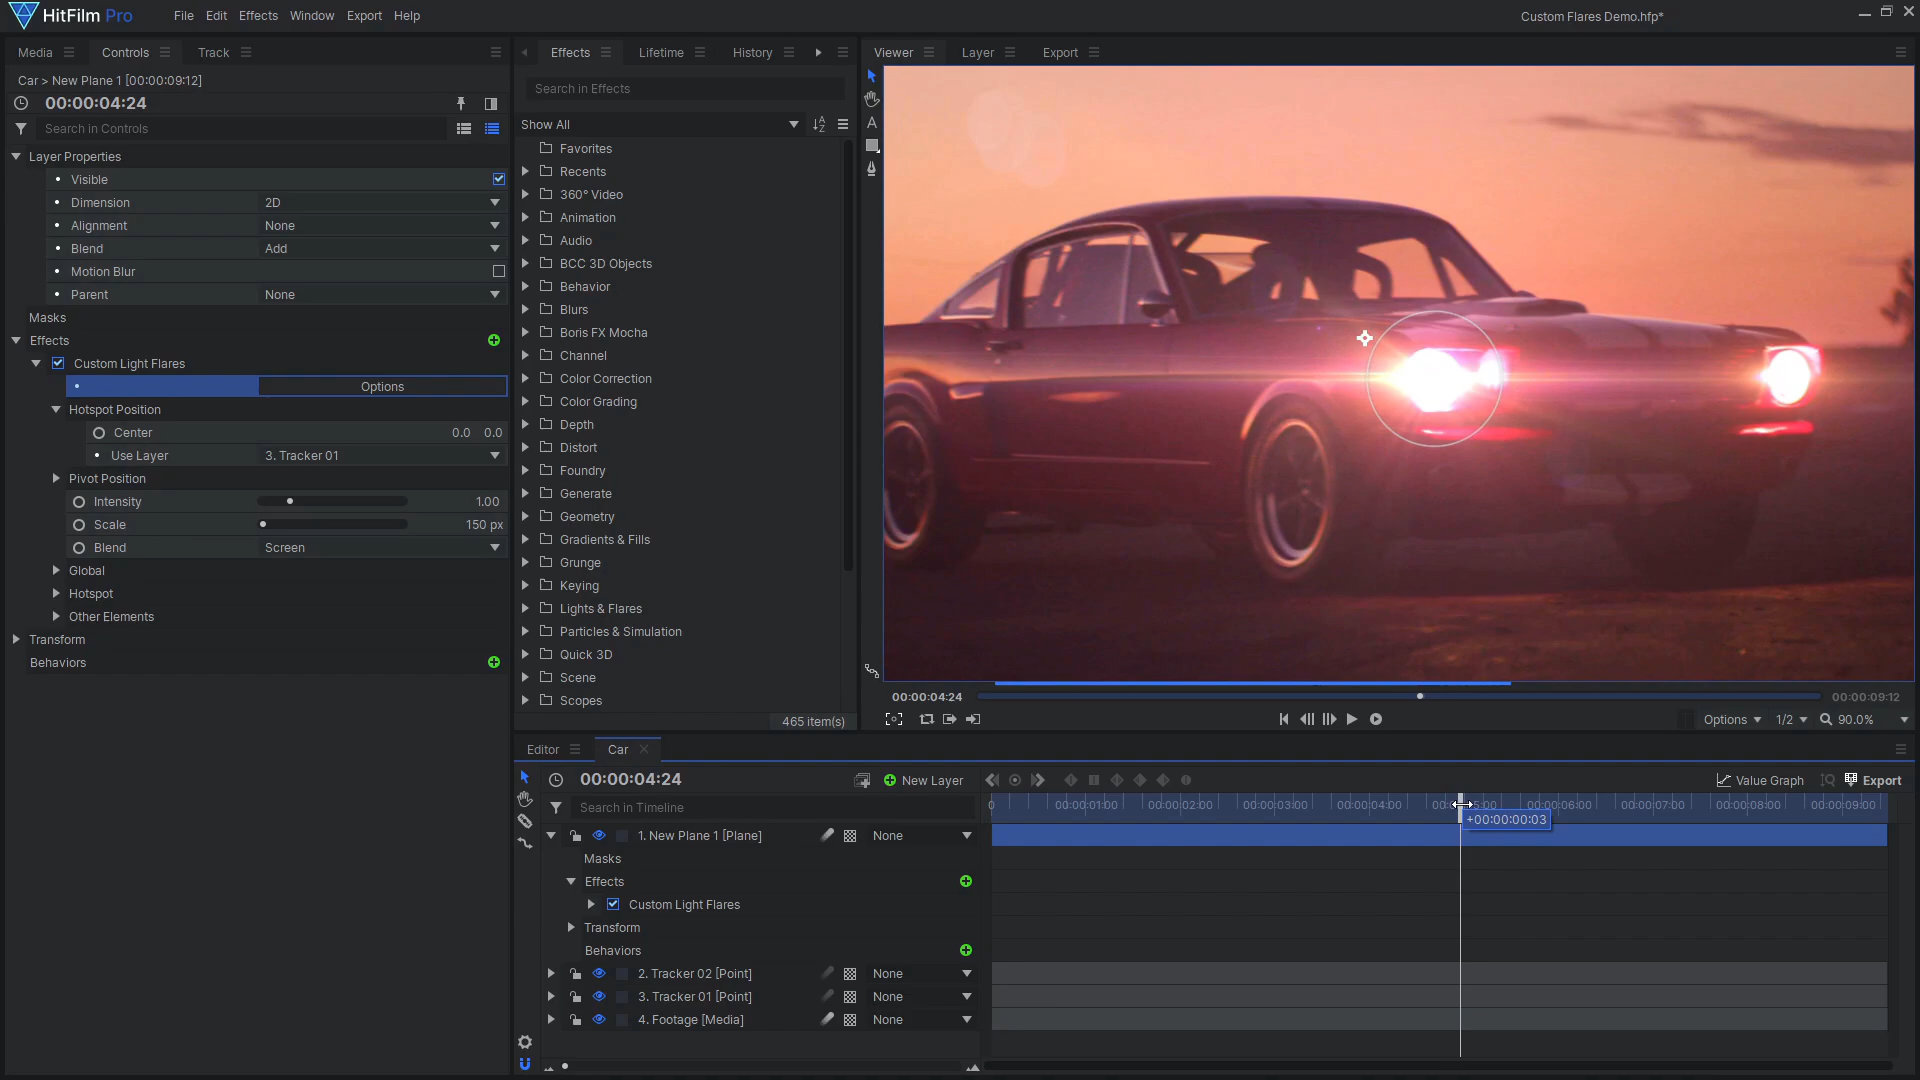 HitFilm Pro
File Edit Effects Window Export Help
Custom Flares Demo.hfp*
Media Controls Track
Car > New Plane 1 [00:00:09:12]
00:00:04:24
Search in Controls
Layer Properties
Visible
Dimension 2D
Alignment None
Blend Add
Motion Blur
Parent None
Masks
Effects
Custom Light Flares
Options
Hotspot Position
Center 0.0 0.0
Use Layer 3. Tracker 01
Pivot Position
Intensity 1.00
Scale 150 px
Blend Screen
Global
Hotspot
Other Elements
Transform
Behaviors
Effects Lifetime History
Search in Effects
Show All
Favorites
Recents
360° Video
Animation
Audio
BCC 3D Objects
Behavior
Blurs
Boris FX Mocha
Channel
Color Correction
Color Grading
Depth
Distort
Foundry
Generate
Geometry
Gradients & Fills
Grunge
Keying
Lights & Flares
Particles & Simulation
Quick 3D
Scene
Scopes
465 item(s)
Viewer Layer Export
A
00:00:04:24 00:00:09:12
Options 1/2 90.0%
Editor Car
00:00:04:24 New Layer Value Graph Export
Search in Timeline
0 00:00:01:00 00:00:02:00 00:00:03:00 00:00:04:00 00:00:06:00 00:00:07:00 00:00:08:00 00:00:09:00
+00:00:00:03
1. New Plane 1 [Plane] None
Masks
Effects
Custom Light Flares
Transform
Behaviors
2. Tracker 02 [Point] None
3. Tracker 01 [Point] None
4. Footage [Media] None